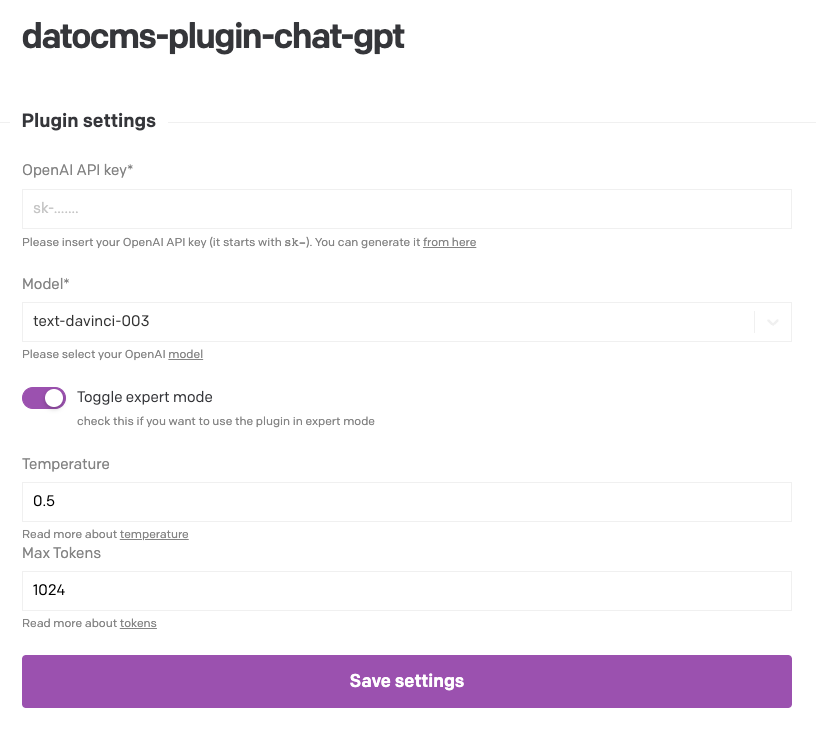 datocms-plugin-chat-gpt
Plugin settings
OpenAI API key*
sk-.......
Please insert your OpenAI API key (it starts with sk-). You can generate it from here
Model*
text-davinci-003
Please select your OpenAI model
Toggle expert mode
check this if you want to use the plugin in expert mode
Temperature
0.5
Read more about temperature
Max Tokens
1024
Read more about tokens
Save settings